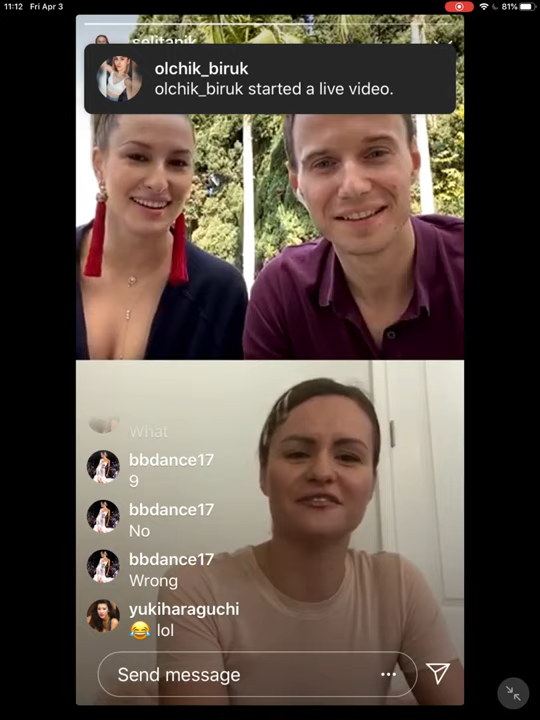 11:12 Fri Apr 3
81%
selitanik
olchik_biruk
olchik_biruk started a live video.
What
bbdance17
9
bbdance17
No
bbdance17
Wrong
yukiharaguchi
😂 lol
Send message